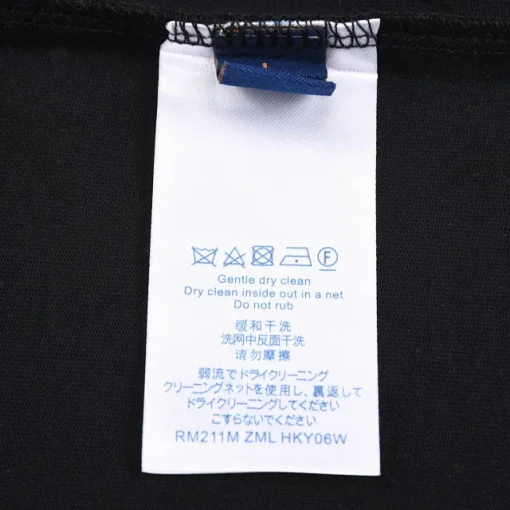 Gentle dry clean
Dry clean inside out in a net
Do not rub
缓和干洗
洗网中反面干洗
请勿摩擦
弱流でドライクリーニング
クリーニングネットを使用し、裏返して
ドライクリーニングしてください
こすらないでください
RM211M ZML HKY06W